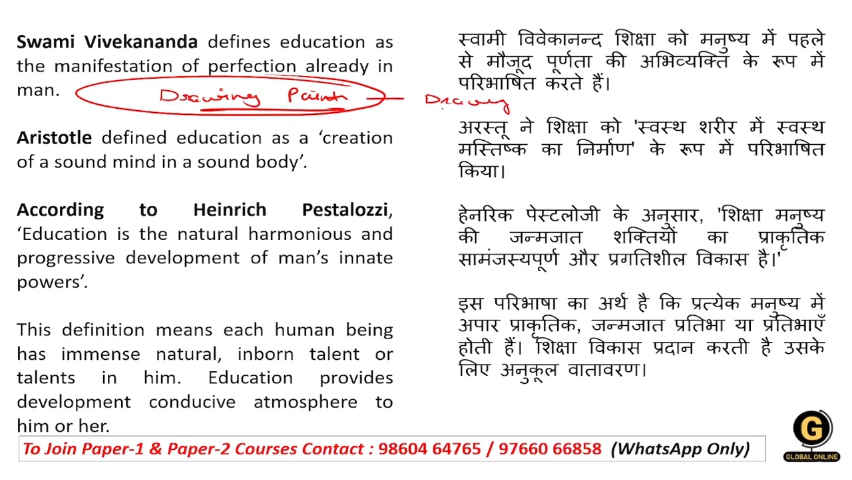 Swami Vivekananda defines education as
the manifestation of perfection already in
man.
Drawing Paints
Drawing
Aristotle defined education as a ‘creation
of a sound mind in a sound body’.
According to Heinrich Pestalozzi,
‘Education is the natural harmonious and
progressive development of man’s innate
powers’.
This definition means each human being
has immense natural, inborn talent or
talents in him. Education provides
development conducive atmosphere to
him or her.
स्वामी विवेकानन्द शिक्षा को मनुष्य में पहले
से मौजूद पूर्णता की अभिव्यक्ति के रूप में
परिभाषित करते हैं।
अरस्तू ने शिक्षा को 'स्वस्थ शरीर में स्वस्थ
मस्तिष्क का निर्माण' के रूप में परिभाषित
किया।
हेनरिक पेस्टलोजी के अनुसार, 'शिक्षा मनुष्य
की जन्मजात शक्तियों का प्राकृतिक
सामंजस्यपूर्ण और प्रगतिशील विकास है।'
इस परिभाषा का अर्थ है कि प्रत्येक मनुष्य में
अपार प्राकृतिक, जन्मजात प्रतिभा या प्रतिभाएँ
होती हैं। शिक्षा विकास प्रदान करती है उसके
लिए अनुकूल वातावरण।
To Join Paper-1 & Paper-2 Courses Contact : 98604 64765 / 97660 66858 (WhatsApp Only)
G
GLOBAL ONLINE